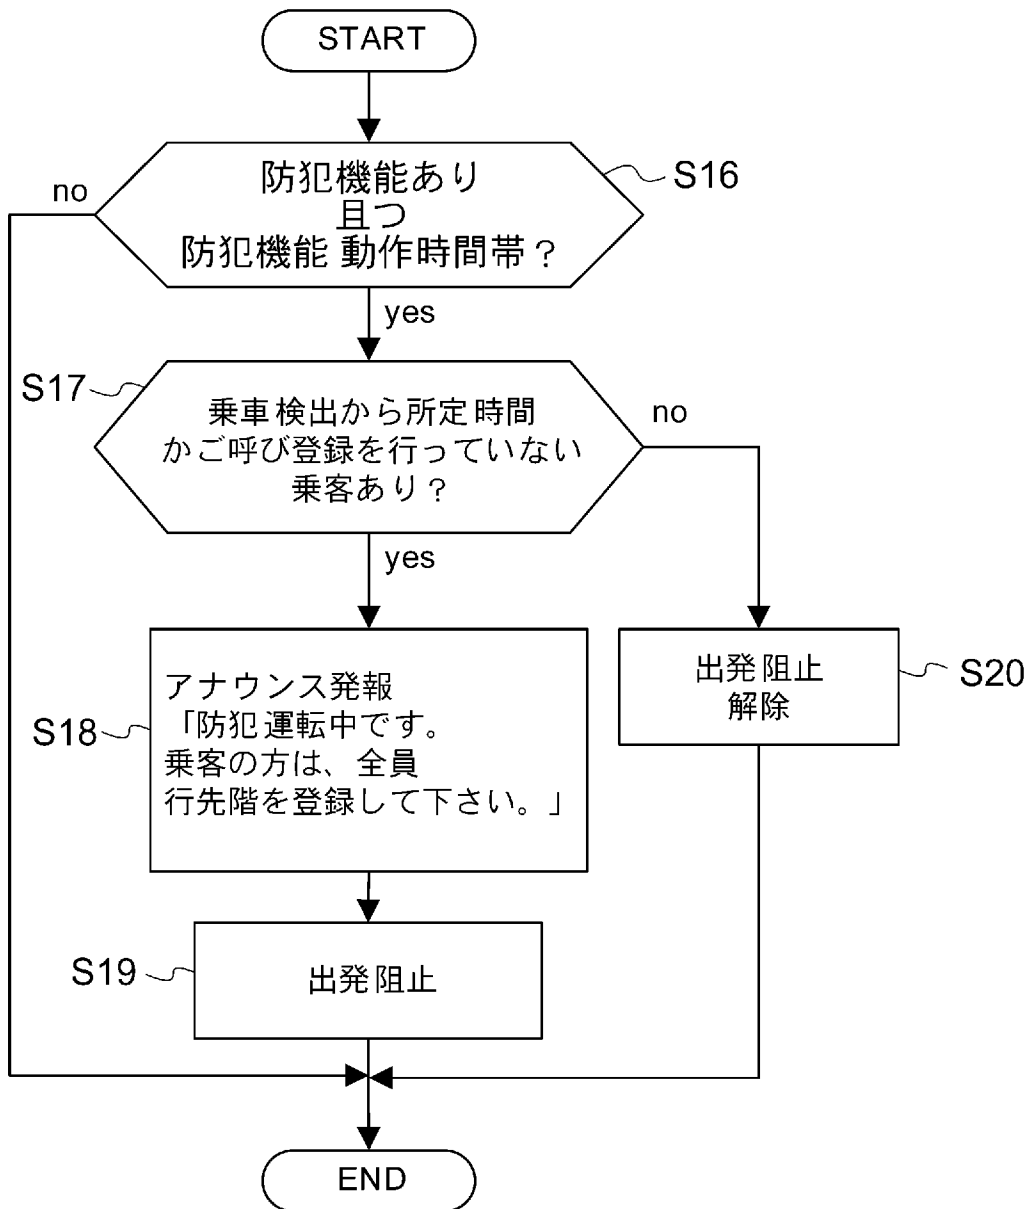 START
防犯機能あり
且つ
防犯機能 動作時間帯？
S16
no
yes
S17
乗車検出から所定時間
かご呼び登録を行っていない
乗客あり？
no
yes
アナウンス発報
「防犯運転中です。
乗客の方は、全員
行先階を登録して下さい。」
S18
出発阻止
解除
S20
S19
出発阻止
END